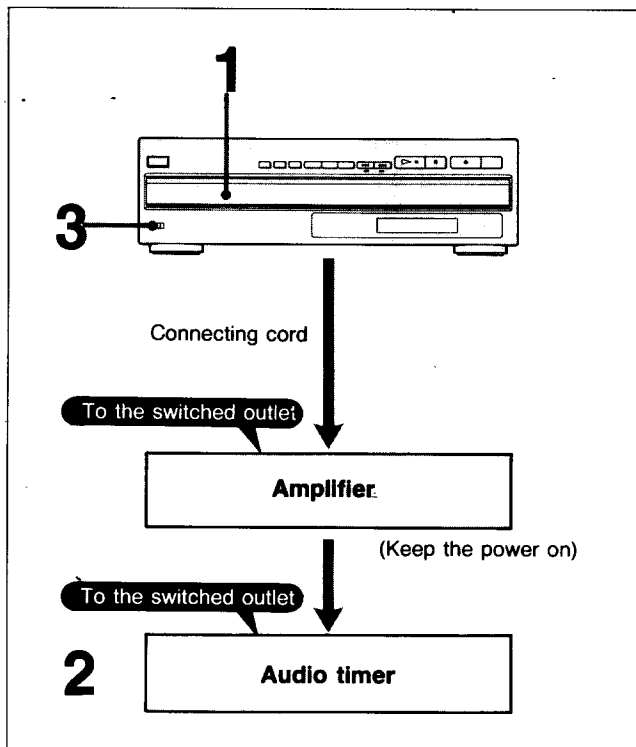 1
3
Connecting cord
To the switched outlet
Amplifier
(Keep the power on)
To the switched outlet
2
Audio timer